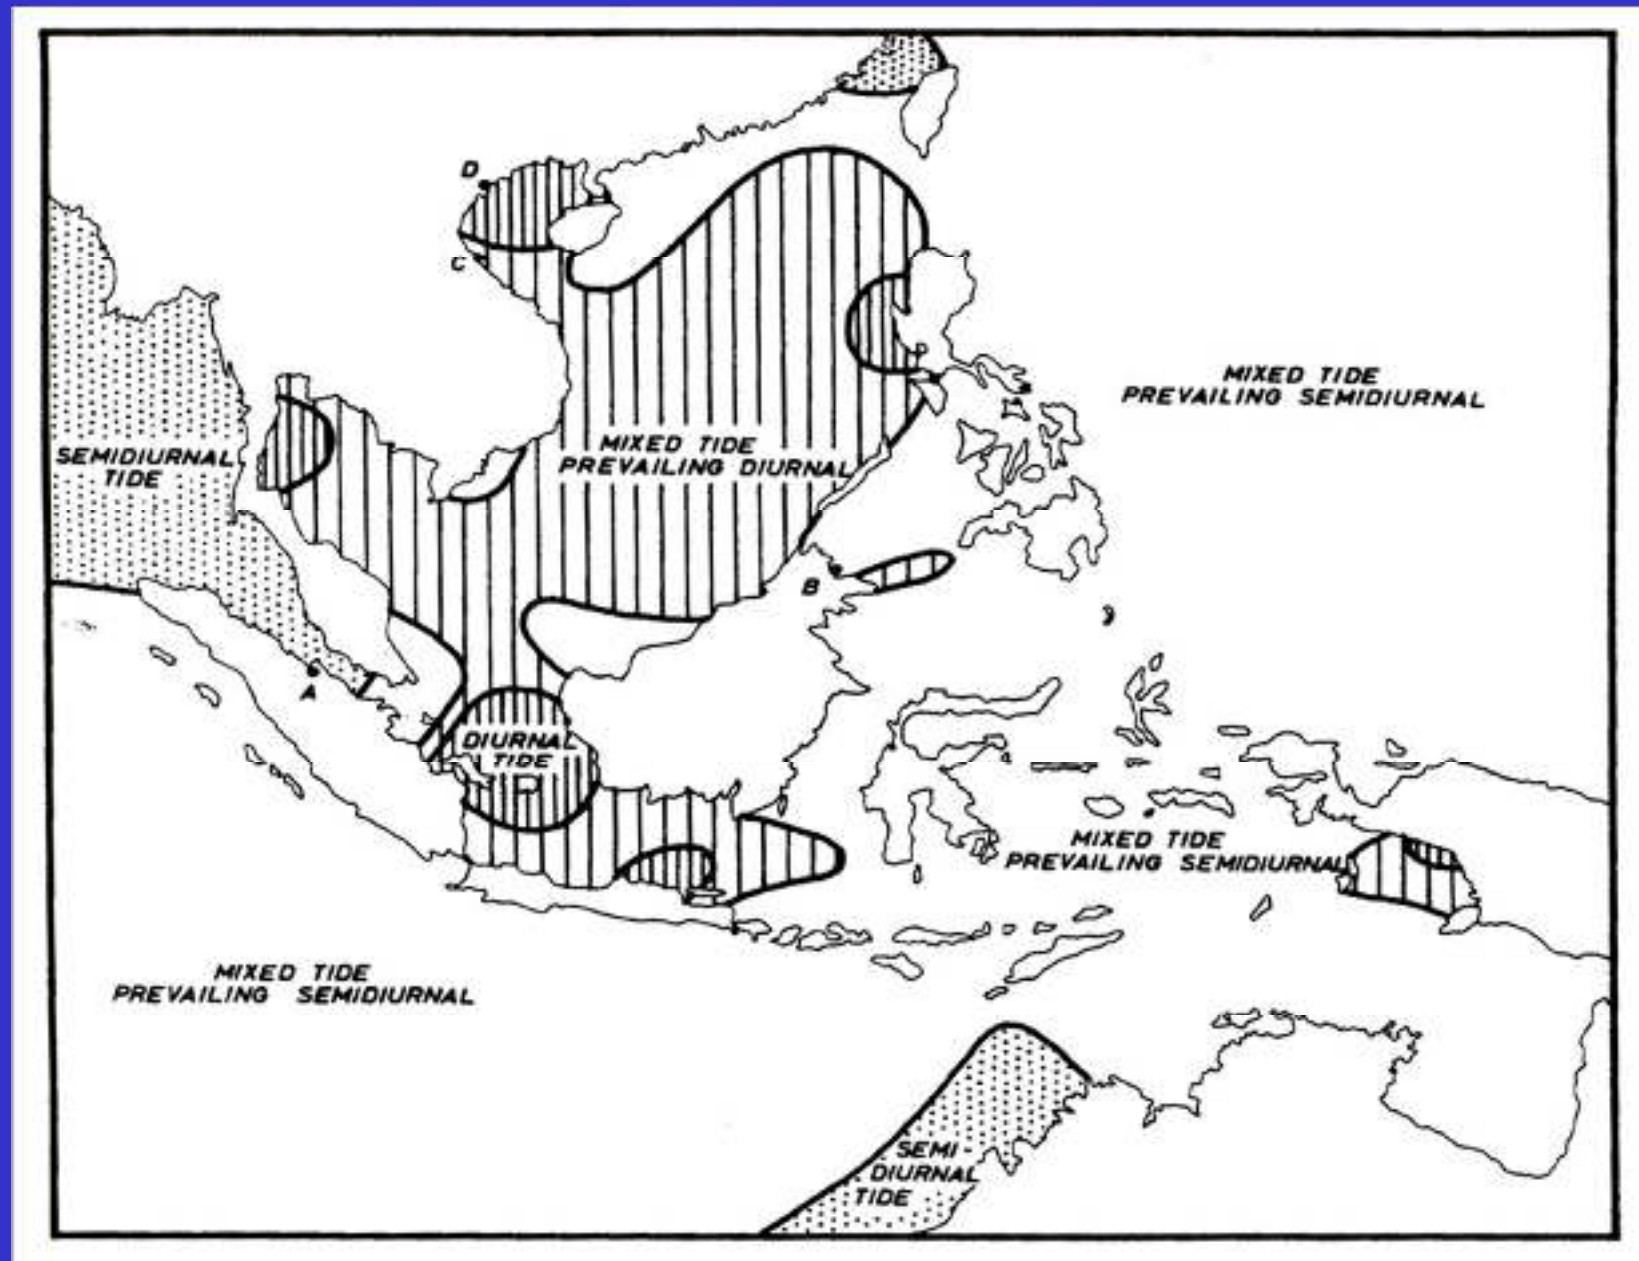 D
C
MIXED TIDE
PREVAILING SEMIDIURNAL
MIXED TIDE
PREVAILING DIURNAL
SEMIDIURNAL
TIDE
B
A
DIURNAL
TIDE
MIXED TIDE
PREVAILING SEMIDIURNAL
MIXED TIDE
PREVAILING SEMIDIURNAL
SEMI-
DIURNAL
TIDE